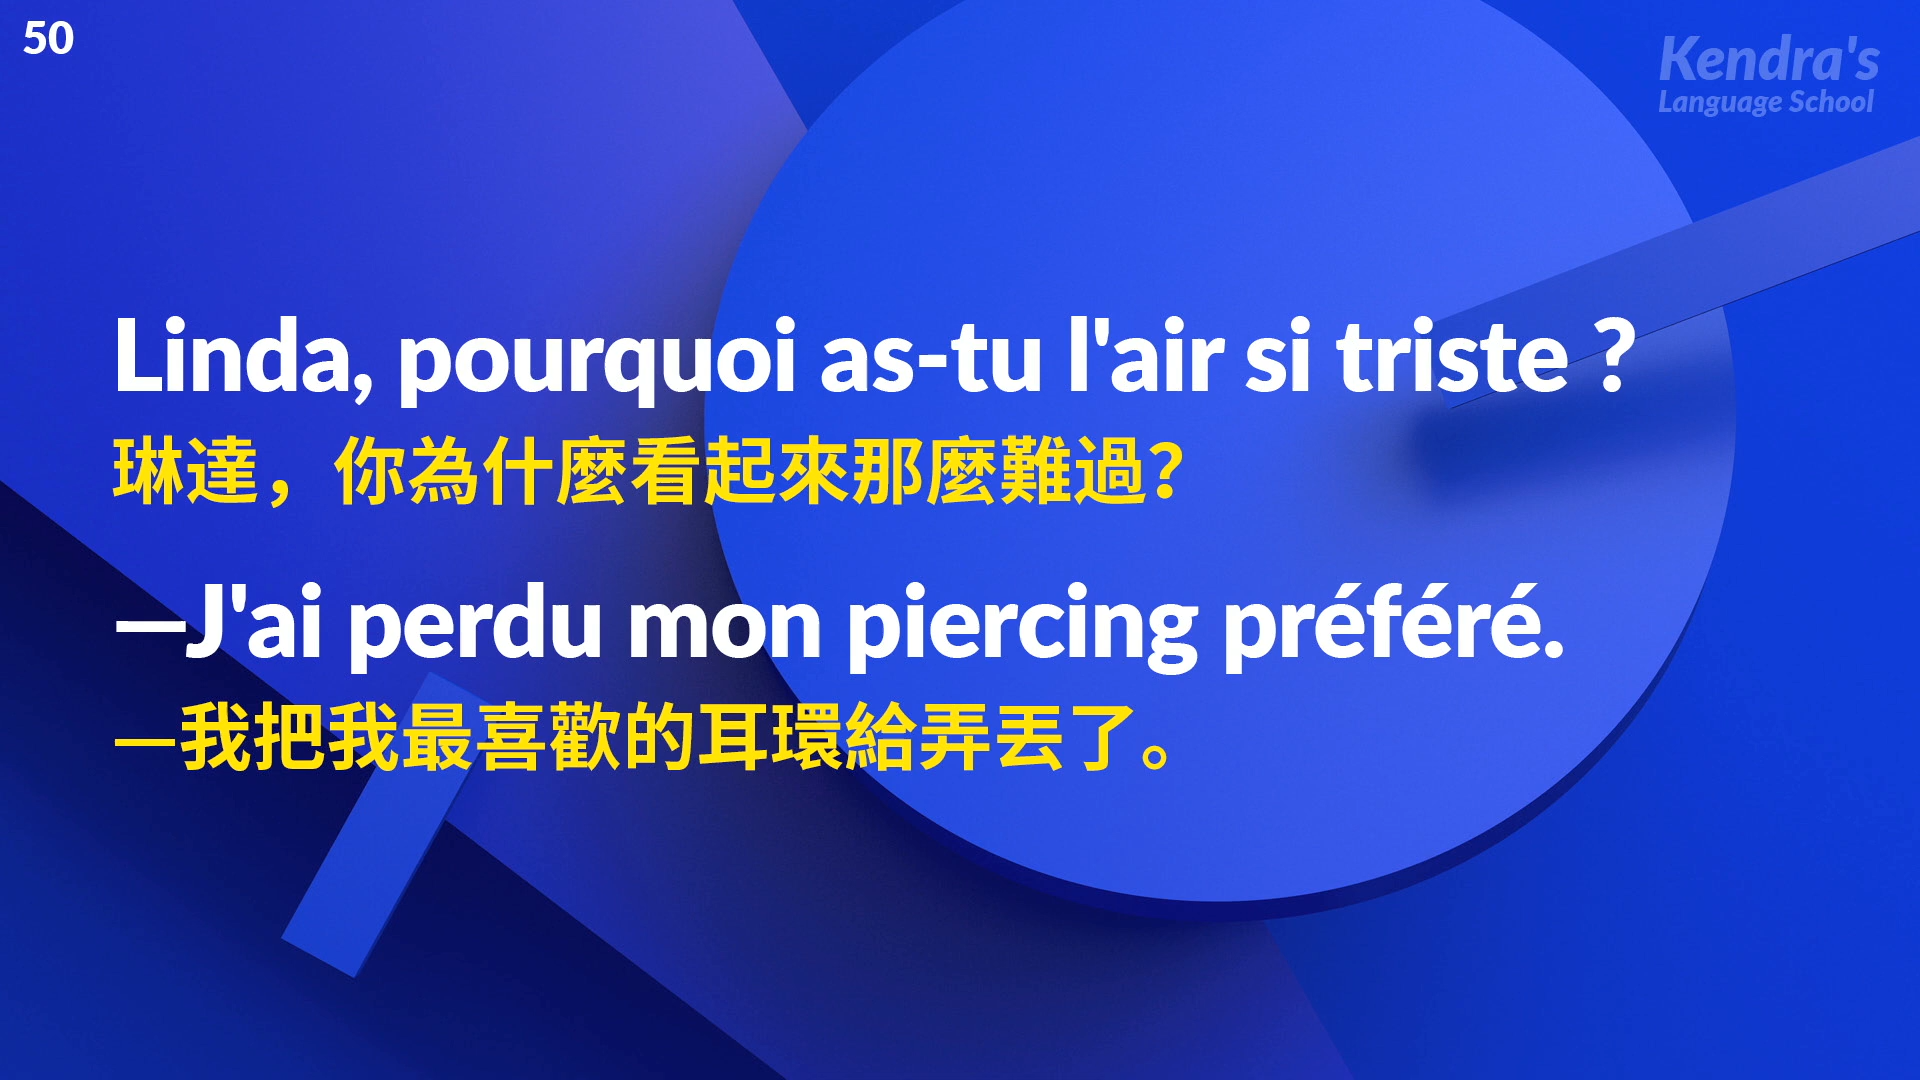 50
Kendra's
Language School
Linda, pourquoi as-tu l'air si triste ?
琳達，你為什麼看起來那麼難過？
—J'ai perdu mon piercing préféré.
—我把我最喜歡的耳環給弄丟了。